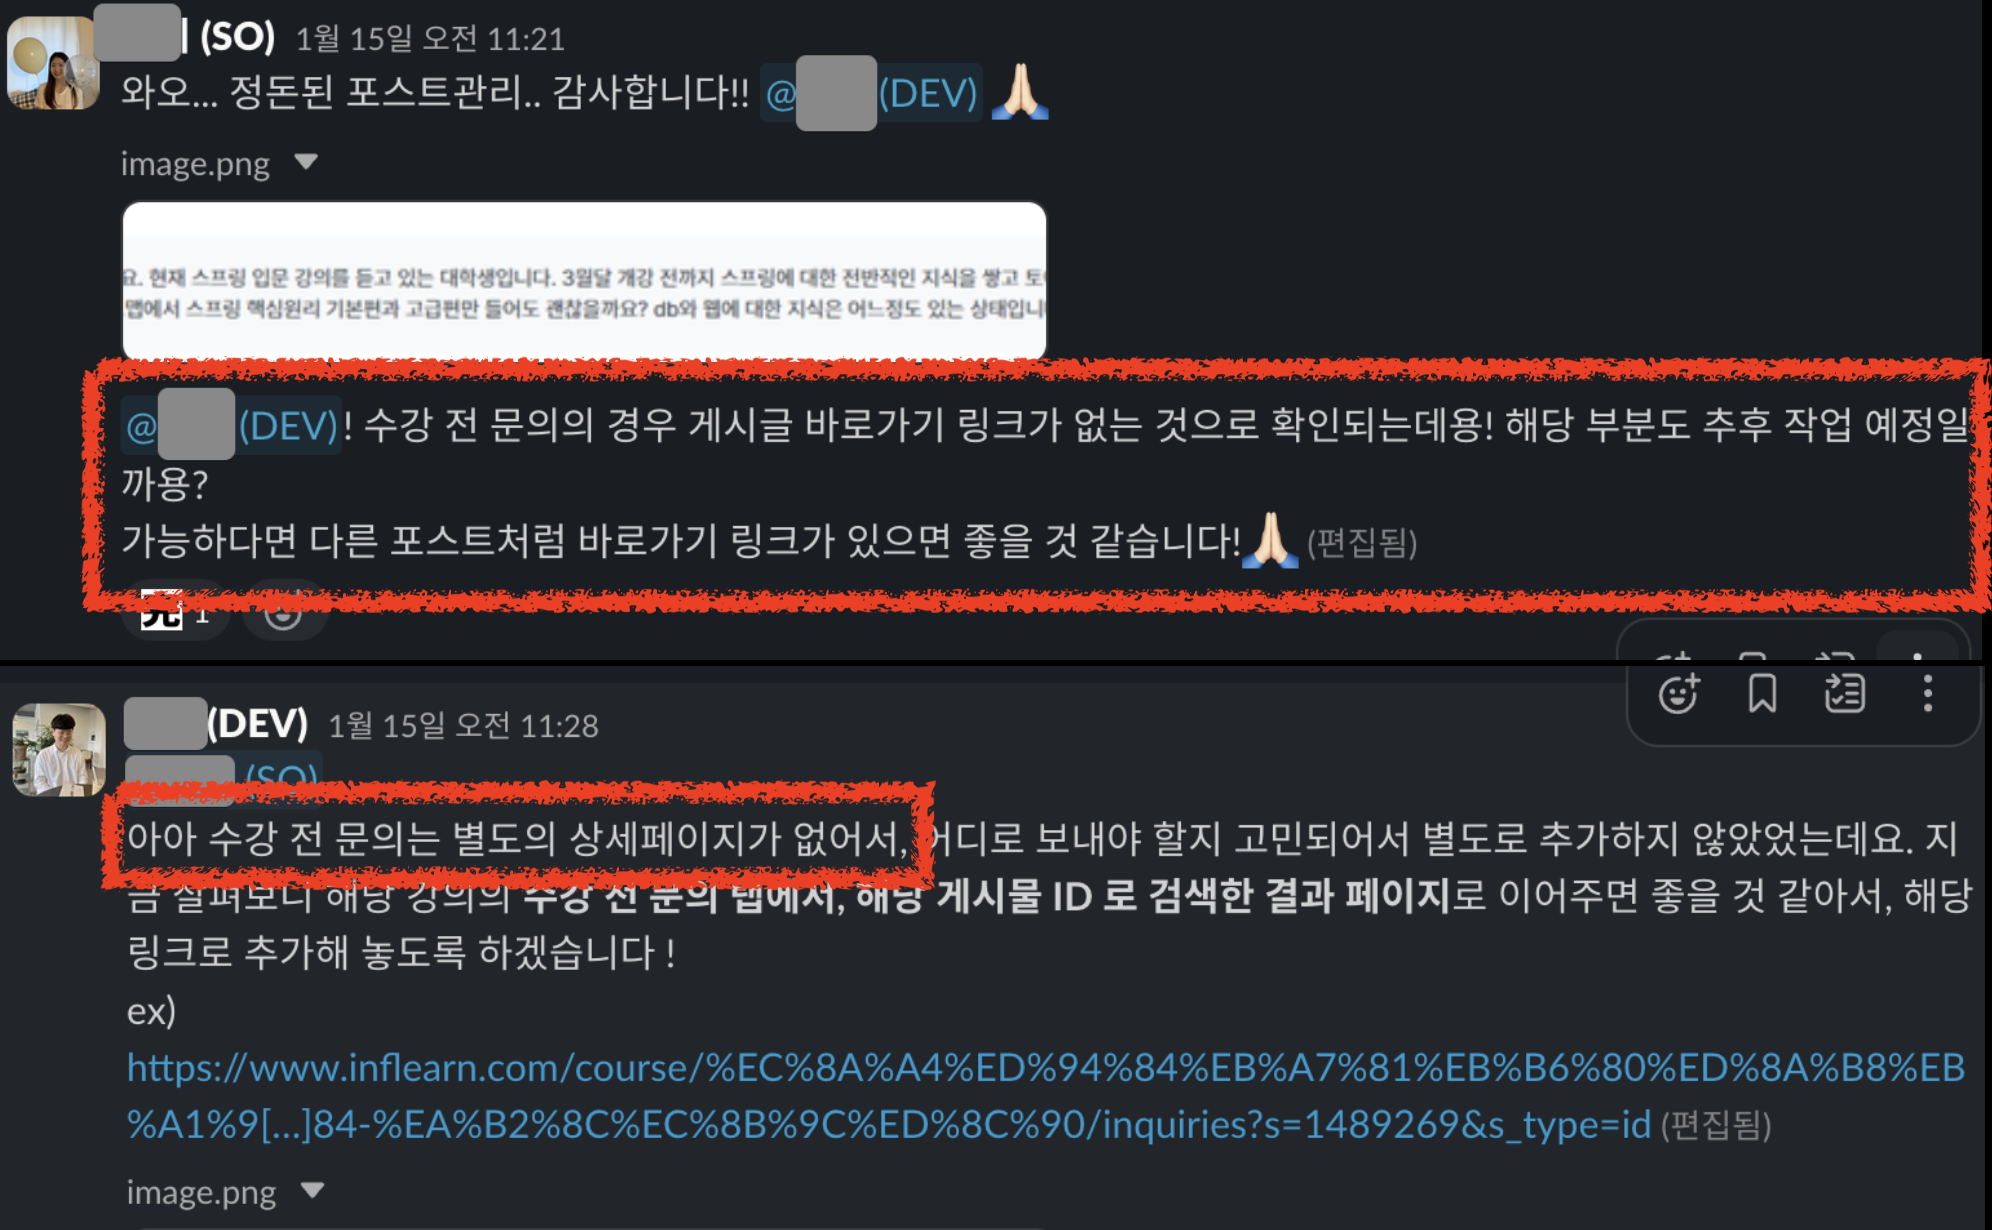 (SO) 1월 15일 오전 11:21
와오... 정돈된 포스트관리.. 감사합니다!! @ (DEV) 🙏🏻
image.png
요. 현재 스프링 입문 강의를 듣고 있는 대학생입니다. 3월달 개강 전까지 스프링에 대한 전반적인 지식을 쌓고
맵에서 스프링 핵심원리 기본편과 고급편만 들어도 괜찮을까요? db와 웹에 대한 지식은 어느정도 있는
@ (DEV)! 수강 전 문의의 경우 게시글 바로가기 링크가 없는 것으로 확인되는데용! 해당 부분도 추후 작업 예정일
까용?
가능하다면 다른 포스트처럼 바로가기 링크가 있으면 좋을 것 같습니다!🙏🏻 (편집됨)
1
(DEV) 1월 15일 오전 11:28
(SO)
아아 수강 전 문의는 별도의 상세페이지가 없어서, 어디로 보내야 할지 고민되어서 별도로 추가하지 않았었는데요. 지
금 살펴보니 해당 강의의 수강 전 문의 탭에서, 해당 게시물 ID 로 검색한 결과 페이지로 이어주면 좋을 것 같아서, 해당
링크로 추가해 놓도록 하겠습니다 !
ex)
https://www.inflearn.com/course/%EC%8A%A4%ED%94%84%EB%A7%81%EB%B6%80%ED%8A%B8%EB
%A1%9[...]84-%EA%B2%8C%EC%8B%9C%ED%8C%90/inquiries?s=1489269&s_type=id (편집됨)
image.png